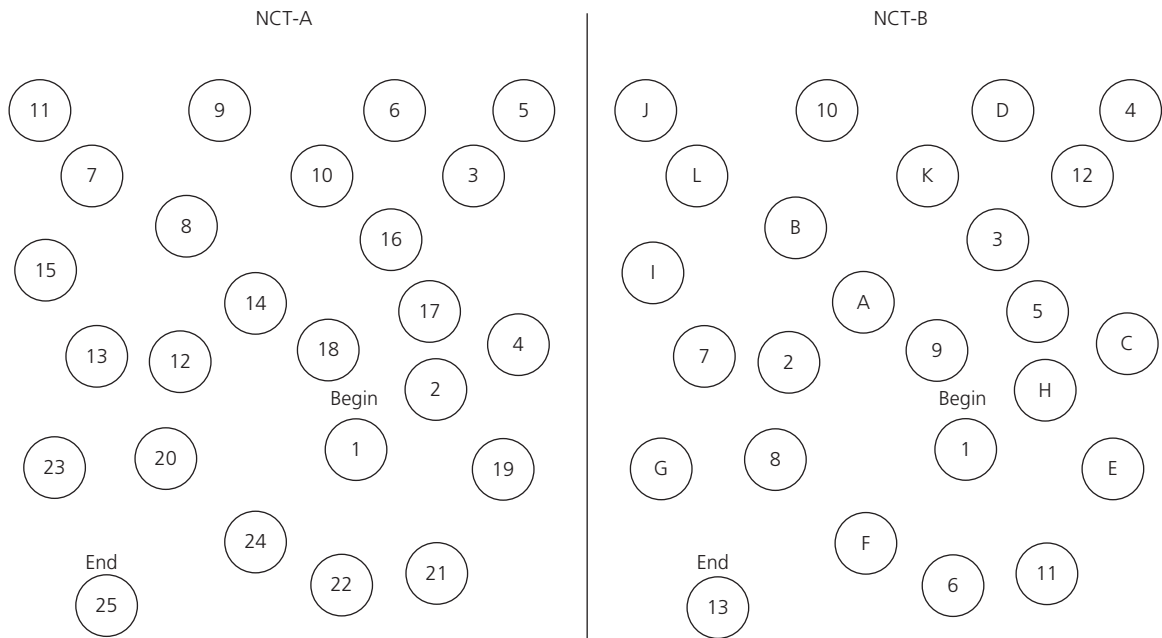 NCT-A
11 9 6 5
7 10 3
8 16
15
14 17
18 4
13 12
2
Begin
1
20
23 19
24
End
22 21
25
NCT-B
J 10 D 4
L K 12
B 3
I
A 5
9 C
7 2
H
Begin
1
8
G E
F
End
6 11
13